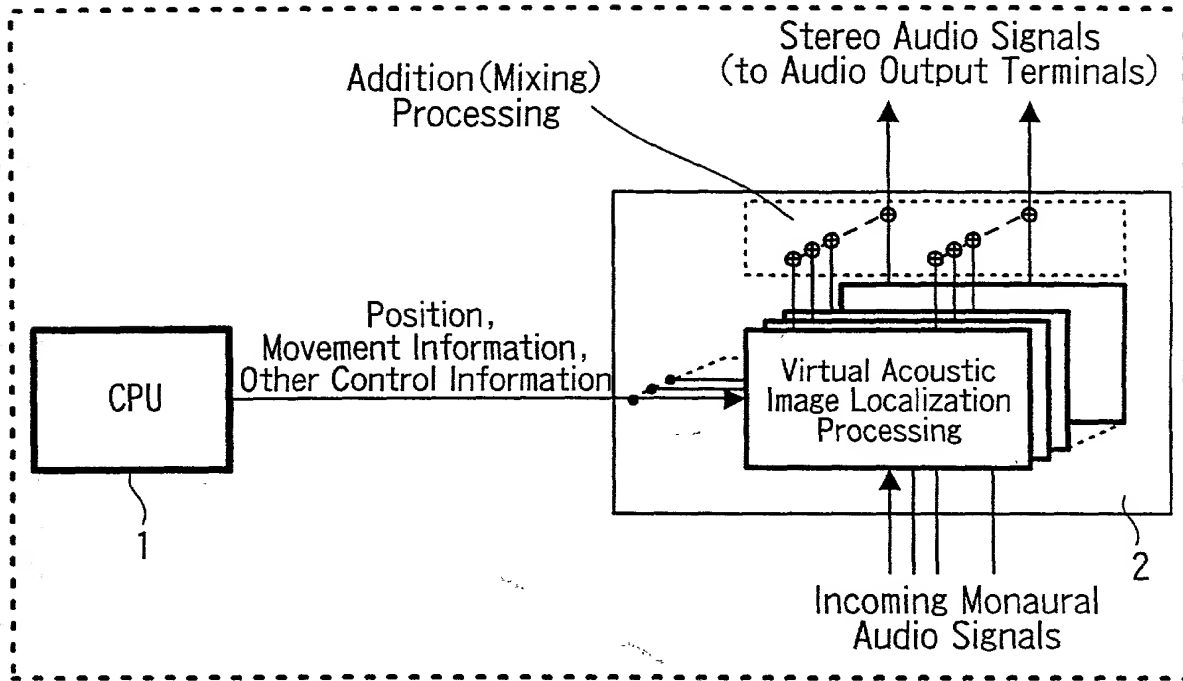 Stereo Audio Signals
(to Audio Output Terminals)
Addition(Mixing)
Processing
Position,
Movement Information,
Other Control Information
CPU
Virtual Acoustic
Image Localization
Processing
1
2
Incoming Monaural
Audio Signals